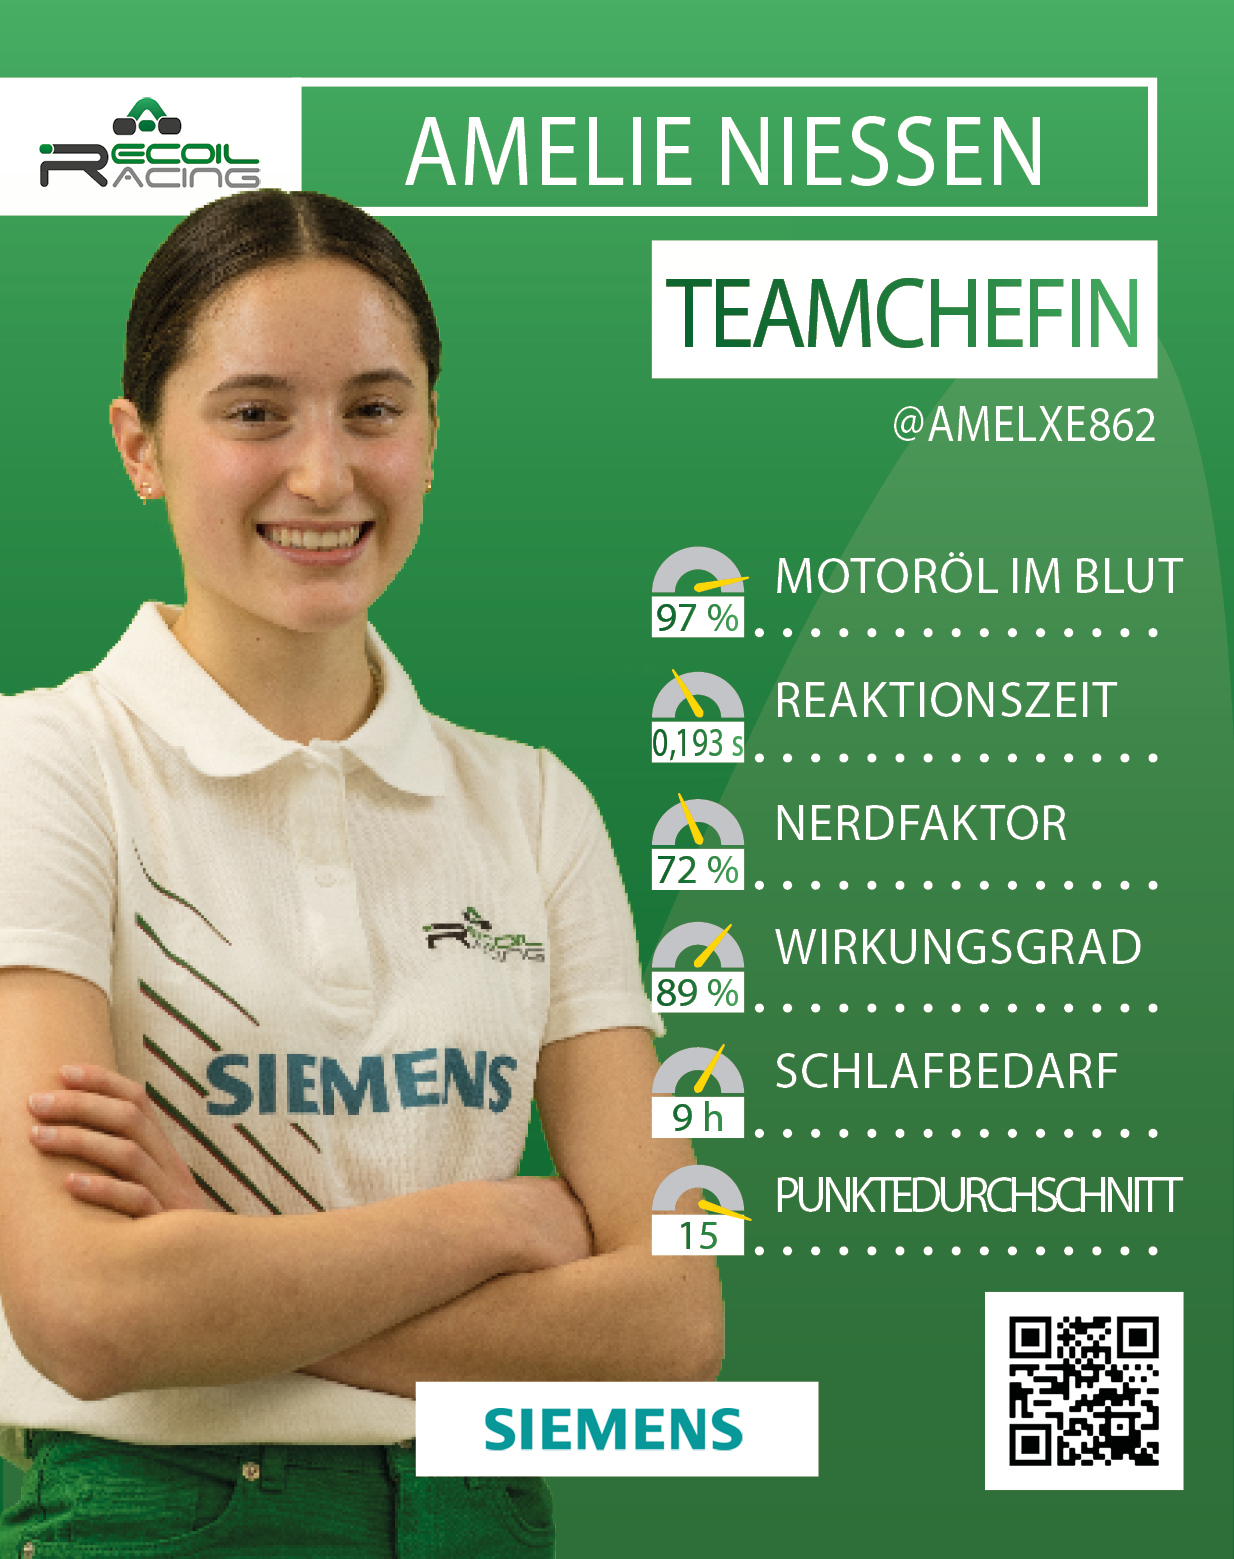 RECOIL
RACING
AMELIE NIESSEN
TEAMCHEFIN
@AMELXE862
MOTORÖL IM BLUT
97 %
REAKTIONSZEIT
0,193 s
NERDFAKTOR
72 %
WIRKUNGSGRAD
89 %
RECOIL
RACING
SCHLAFBEDARF
9 h
SIEMENS
PUNKTEDURCHSCHNITT
15
SIEMENS